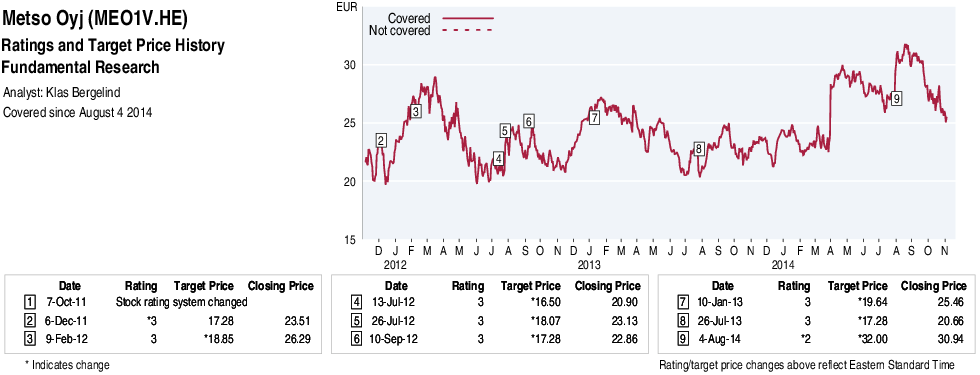 Metso Oyj (MEO1V.HE)
Ratings and Target Price History
Fundamental Research
Analyst: Klas Bergelind
Covered since August 4 2014
EUR
Covered
Not covered
30
25
20
15
2
3
4
5
6
7
8
9
D J F M A M J J A S O N D J F M A M J J A S O N D J F M A M J J A S O N
2012 2013 2014
Date Rating Target Price Closing Price
1 7-Oct-11 Stock rating system changed
2 6-Dec-11 *3 17.28 23.51
3 9-Feb-12 3 *18.85 26.29
Date Rating Target Price Closing Price
4 13-Jul-12 3 *16.50 20.90
5 26-Jul-12 3 *18.07 23.13
6 10-Sep-12 3 *17.28 22.86
Date Rating Target Price Closing Price
7 10-Jan-13 3 *19.64 25.46
8 26-Jul-13 3 *17.28 20.66
9 4-Aug-14 *2 *32.00 30.94
* Indicates change
Rating/target price changes above reflect Eastern Standard Time